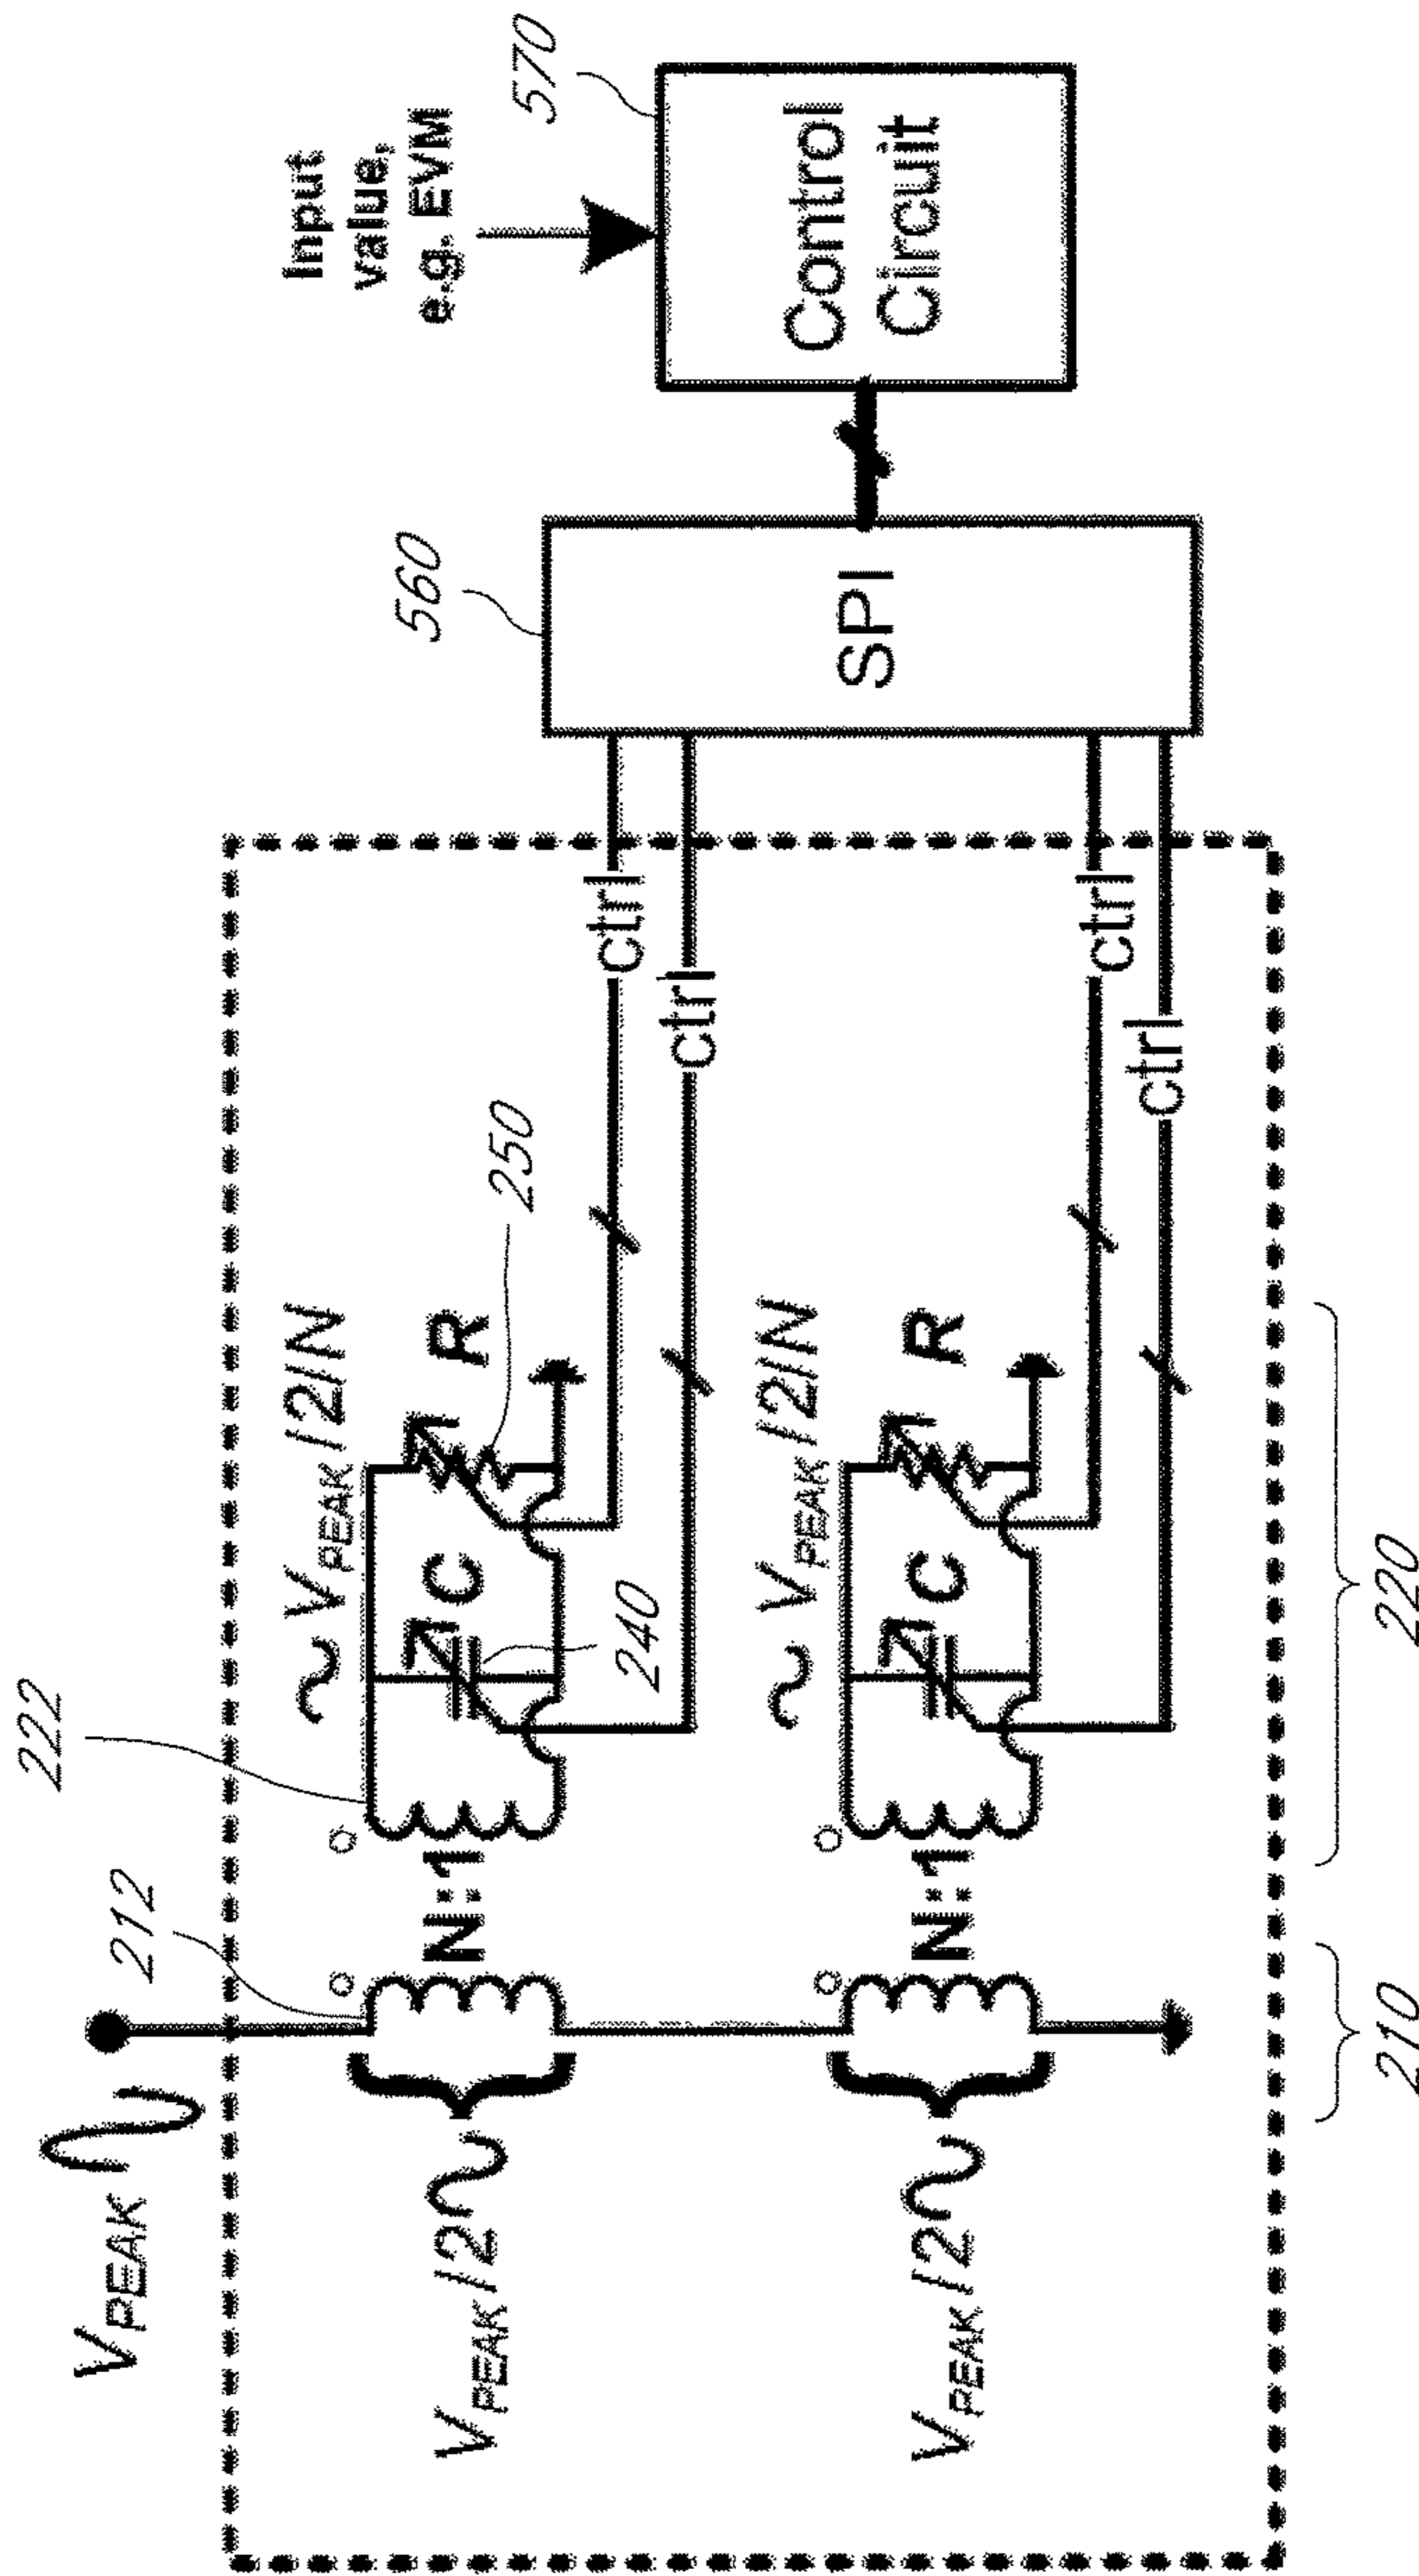 222
V_PEAK
212
Input
value,
e.g. EVM
V_PEAK/2/N
560
V_PEAK/2
N:1
C
R
250
570
240
ctrl
ctrl
V_PEAK/2/N
SPI
Control
Circuit
V_PEAK/2
N:1
C
R
ctrl
ctrl
210
220